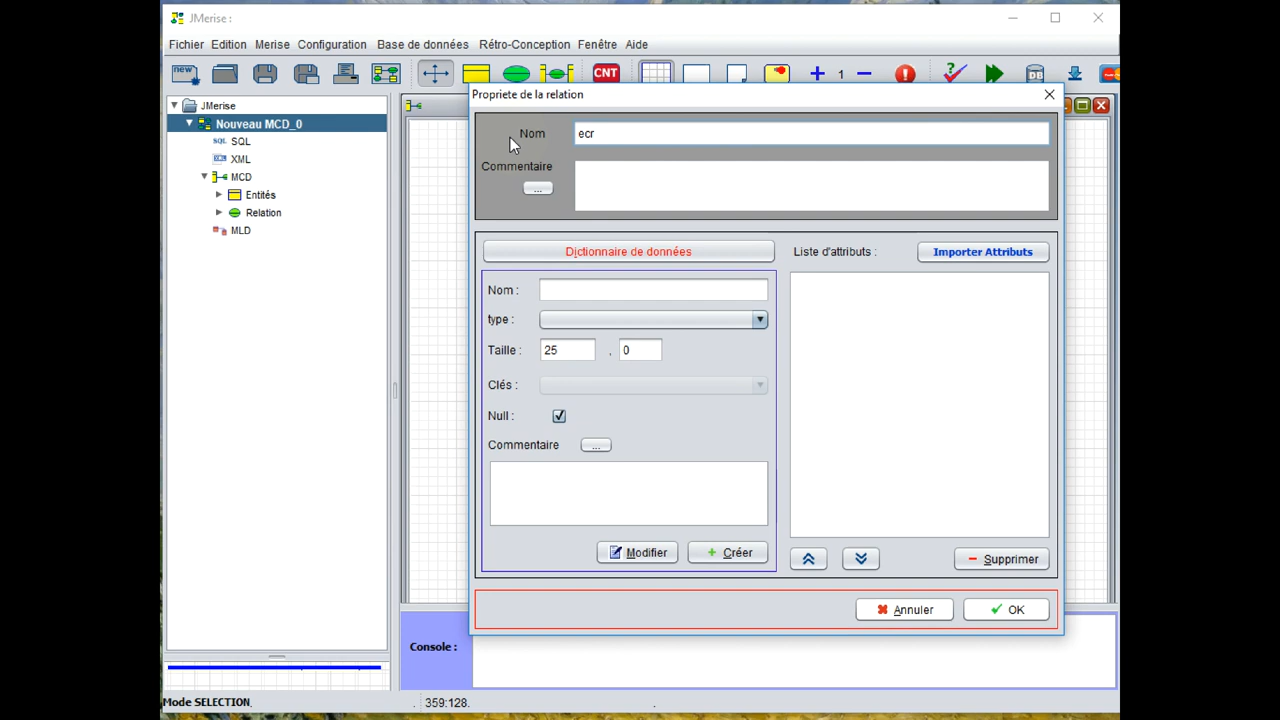 JMerise :
Fichier Edition Merise Configuration Base de données Rétro-Conception Fenêtre Aide
new CNT 1 DB
JMerise
Nouveau MCD_0
SQL SQL
XML
MCD
Entités
Relation
MLD
Propriete de la relation
Nom ecr
Commentaire
...
Dictionnaire de données
Liste d'attributs : Importer Attributs
Nom :
type :
Taille : 25 . 0
Clés :
Null :
Commentaire ...
Modifier + Créer
Supprimer
Annuler OK
Console :
Mode SELECTION. . 359:128. .